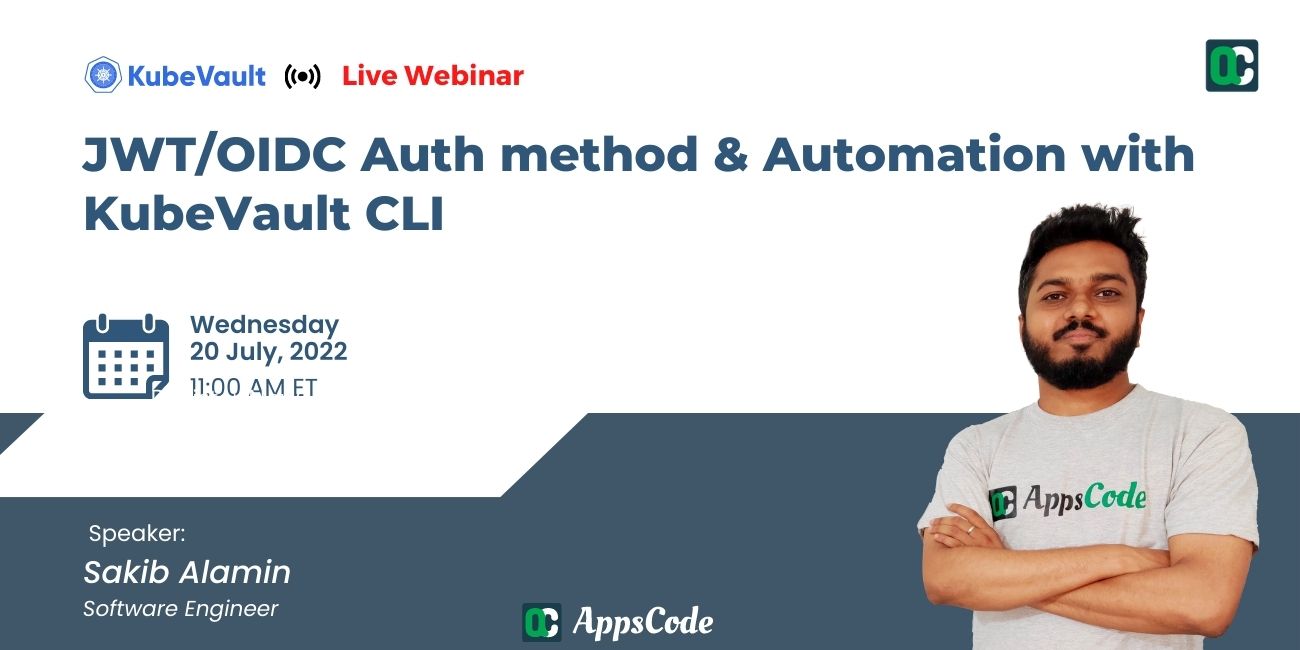 KubeVault Live Webinar
JWT/OIDC Auth method & Automation with
KubeVault CLI
Wednesday
20 July, 2022
11:00 AM ET
AppsCode
Speaker:
Sakib Alamin
Software Engineer
AppsCode